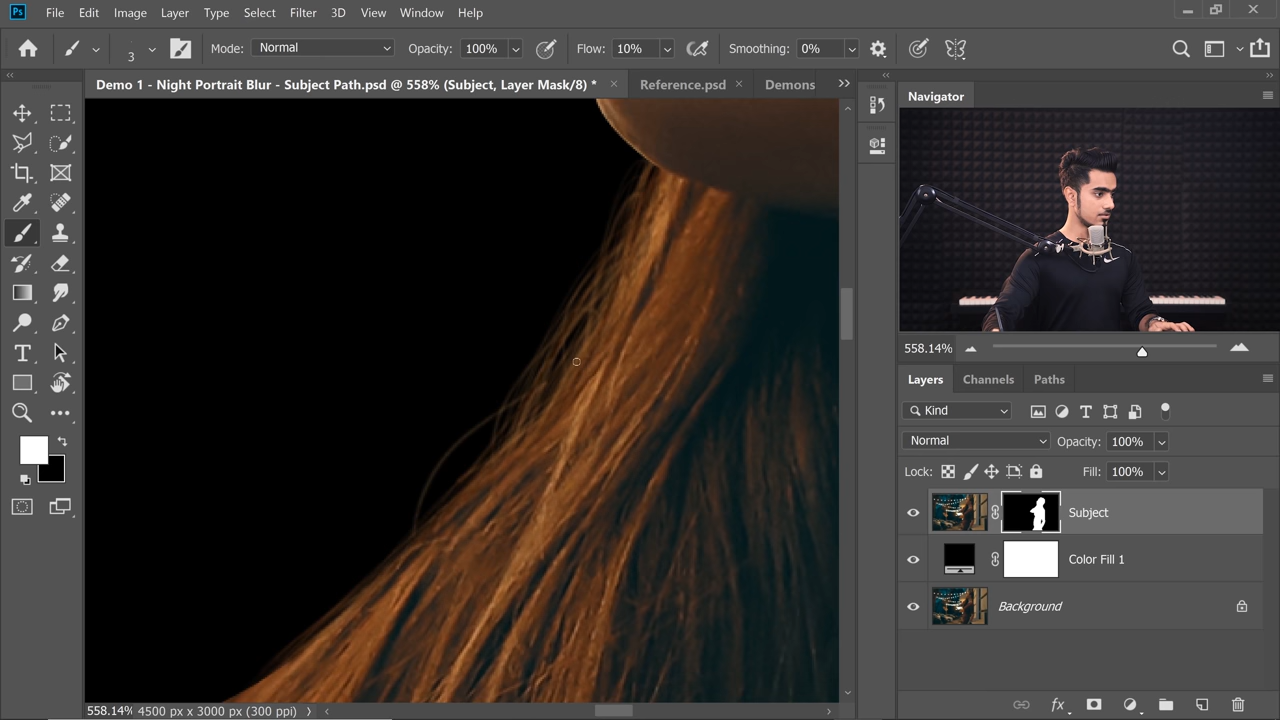 Ps File Edit Image Layer Type Select Filter 3D View Window Help
3 Mode: Normal Opacity: 100% Flow: 10% Smoothing: 0%
Demo 1 - Night Portrait Blur - Subject Path.psd @ 558% (Subject, Layer Mask/8) * Reference.psd Demons
Navigator
558.14%
Layers Channels Paths
Kind
Normal Opacity: 100%
Lock: Fill: 100%
Subject
Color Fill 1
Background
558.14% 4500 px x 3000 px (300 ppi)